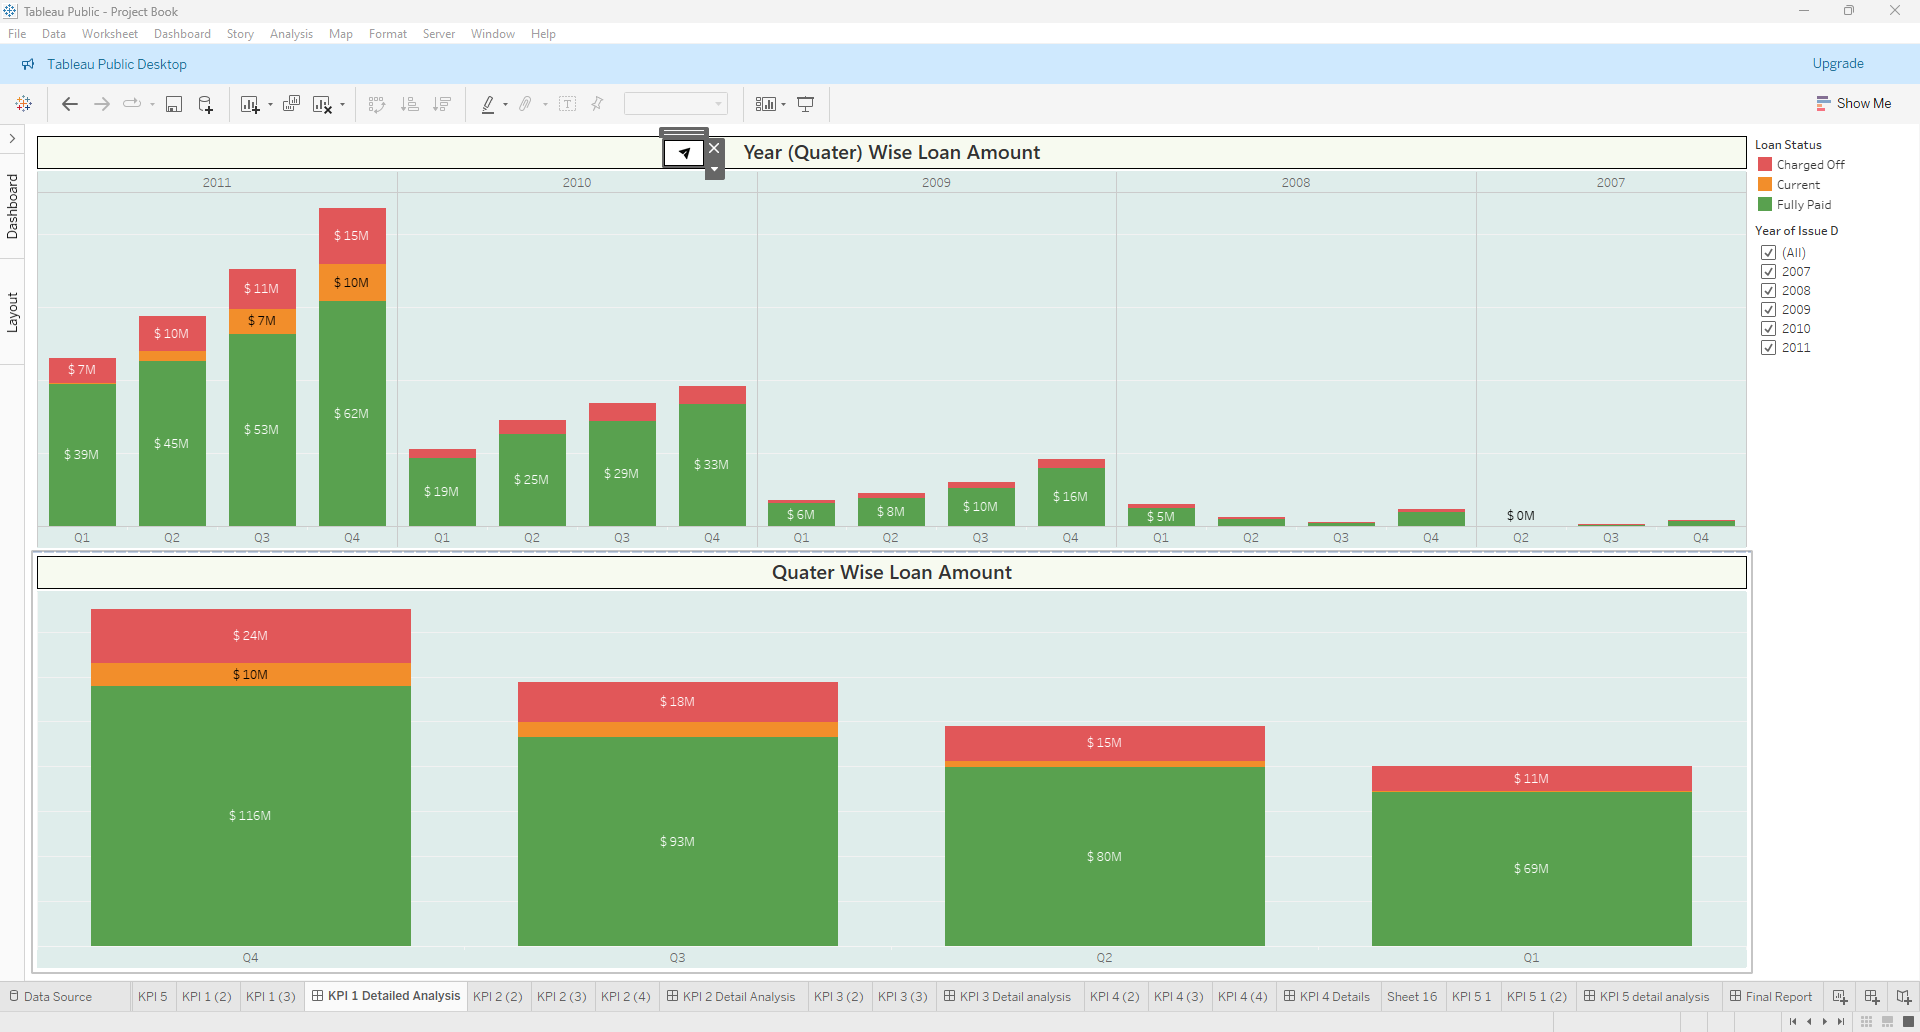 Tableau Public - Project Book
File Data Worksheet Dashboard Story Analysis Map Format Server Window Help
Tableau Public Desktop Upgrade
Show Me
Dashboard
Layout
Year (Quater) Wise Loan Amount
2011 2010 2009 2008 2007
$ 15M
$ 10M
$ 62M
$ 11M
$ 7M
$ 53M
$ 10M
$ 45M
$ 7M
$ 39M
$ 19M
$ 25M
$ 29M
$ 33M
$ 6M
$ 8M
$ 10M
$ 16M
$ 5M
$ 0M
Q1 Q2 Q3 Q4 Q1 Q2 Q3 Q4 Q1 Q2 Q3 Q4 Q1 Q2 Q3 Q4 Q2 Q3 Q4
Loan Status
Charged Off
Current
Fully Paid
Year of Issue D
(All)
2007
2008
2009
2010
2011
Quater Wise Loan Amount
$ 24M
$ 10M
$ 116M
$ 18M
$ 93M
$ 15M
$ 80M
$ 11M
$ 69M
Q4 Q3 Q2 Q1
Data Source KPI 5 KPI 1 (2) KPI 1 (3) KPI 1 Detailed Analysis KPI 2 (2) KPI 2 (3) KPI 2 (4) KPI 2 Detail Analysis KPI 3 (2) KPI 3 (3) KPI 3 Detail analysis KPI 4 (2) KPI 4 (3) KPI 4 (4) KPI 4 Details Sheet 16 KPI 5 1 KPI 5 1 (2) KPI 5 detail analysis Final Report